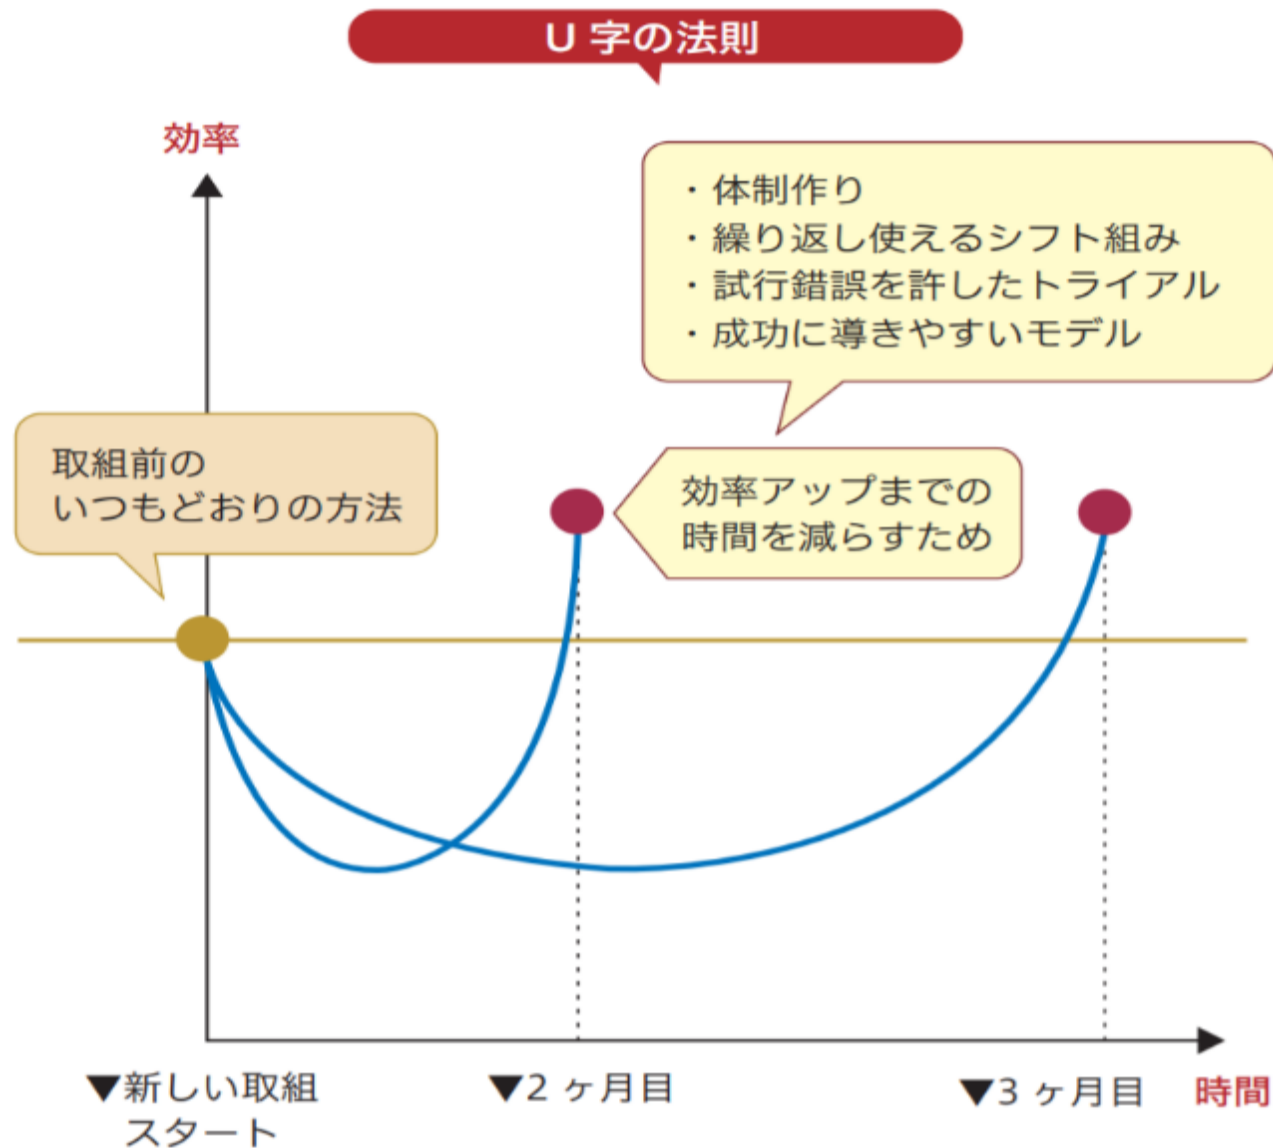 U 字の法則
効率
・体制作り
・繰り返し使えるシフト組み
・試行錯誤を許したトライアル
・成功に導きやすいモデル
取組前の
いつもどおりの方法
効率アップまでの
時間を減らすため
▼新しい取組
スタート
▼2 ヶ月目
▼3 ヶ月目
時間